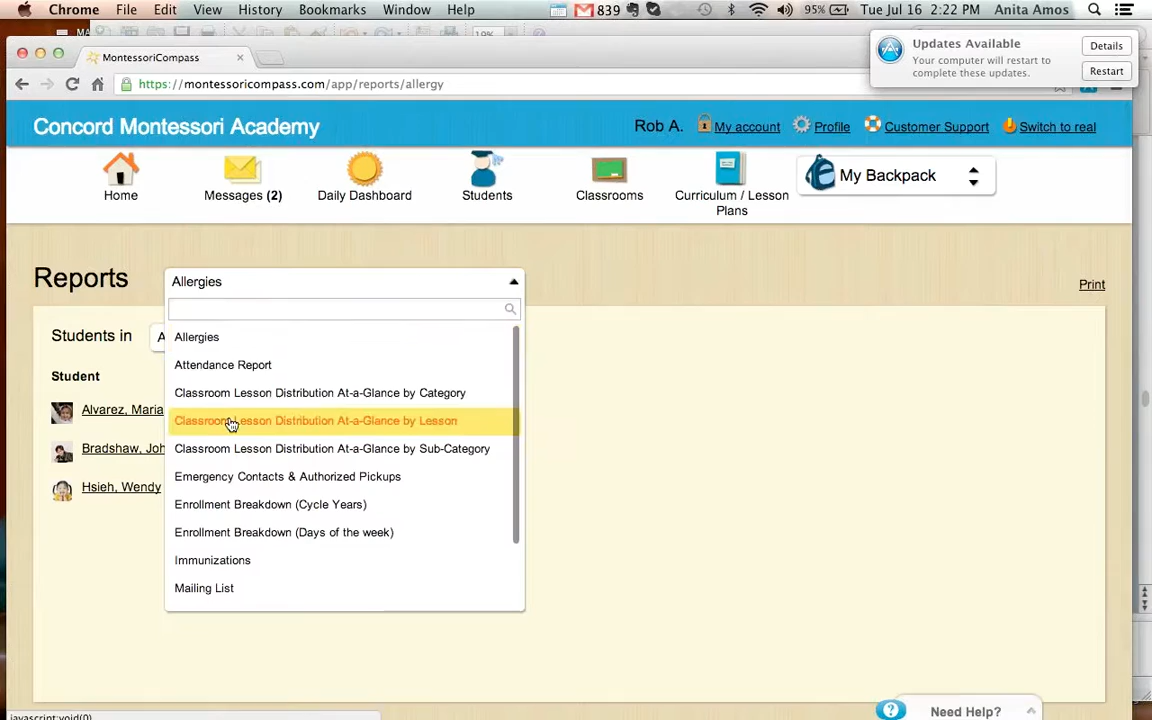 Chrome File Edit View History Bookmarks Window Help 839 95% Tue Jul 16 2:22 PM Anita Amos
MontessoriCompass
Updates Available
Your computer will restart to complete these updates.
Details
Restart
https://montessoricompass.com/app/reports/allergy
Concord Montessori Academy
Rob A. My account Profile Customer Support Switch to real
Home
Messages (2)
Daily Dashboard
Students
Classrooms
Curriculum / Lesson Plans
My Backpack
Reports
Allergies
Print
Students in
Allergies
Student
Attendance Report
Classroom Lesson Distribution At-a-Glance by Category
Alvarez, Maria
Classroom Lesson Distribution At-a-Glance by Lesson
Bradshaw, Joh
Classroom Lesson Distribution At-a-Glance by Sub-Category
Emergency Contacts & Authorized Pickups
Hsieh, Wendy
Enrollment Breakdown (Cycle Years)
Enrollment Breakdown (Days of the week)
Immunizations
Mailing List
Need Help?
javascript:void(0)